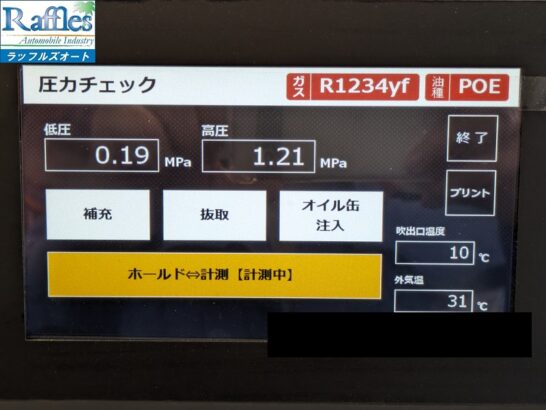 Raffles
Automobile Industry
ラッフルズオート
圧力チェック
ガス R1234yf 油種 POE
低圧 高圧
0.19 MPa 1.21 MPa
終了
補充 抜取 オイル缶
注入
プリント
吹出口温度
10 ℃
ホールド⇔計測【計測中】
外気温
31 ℃